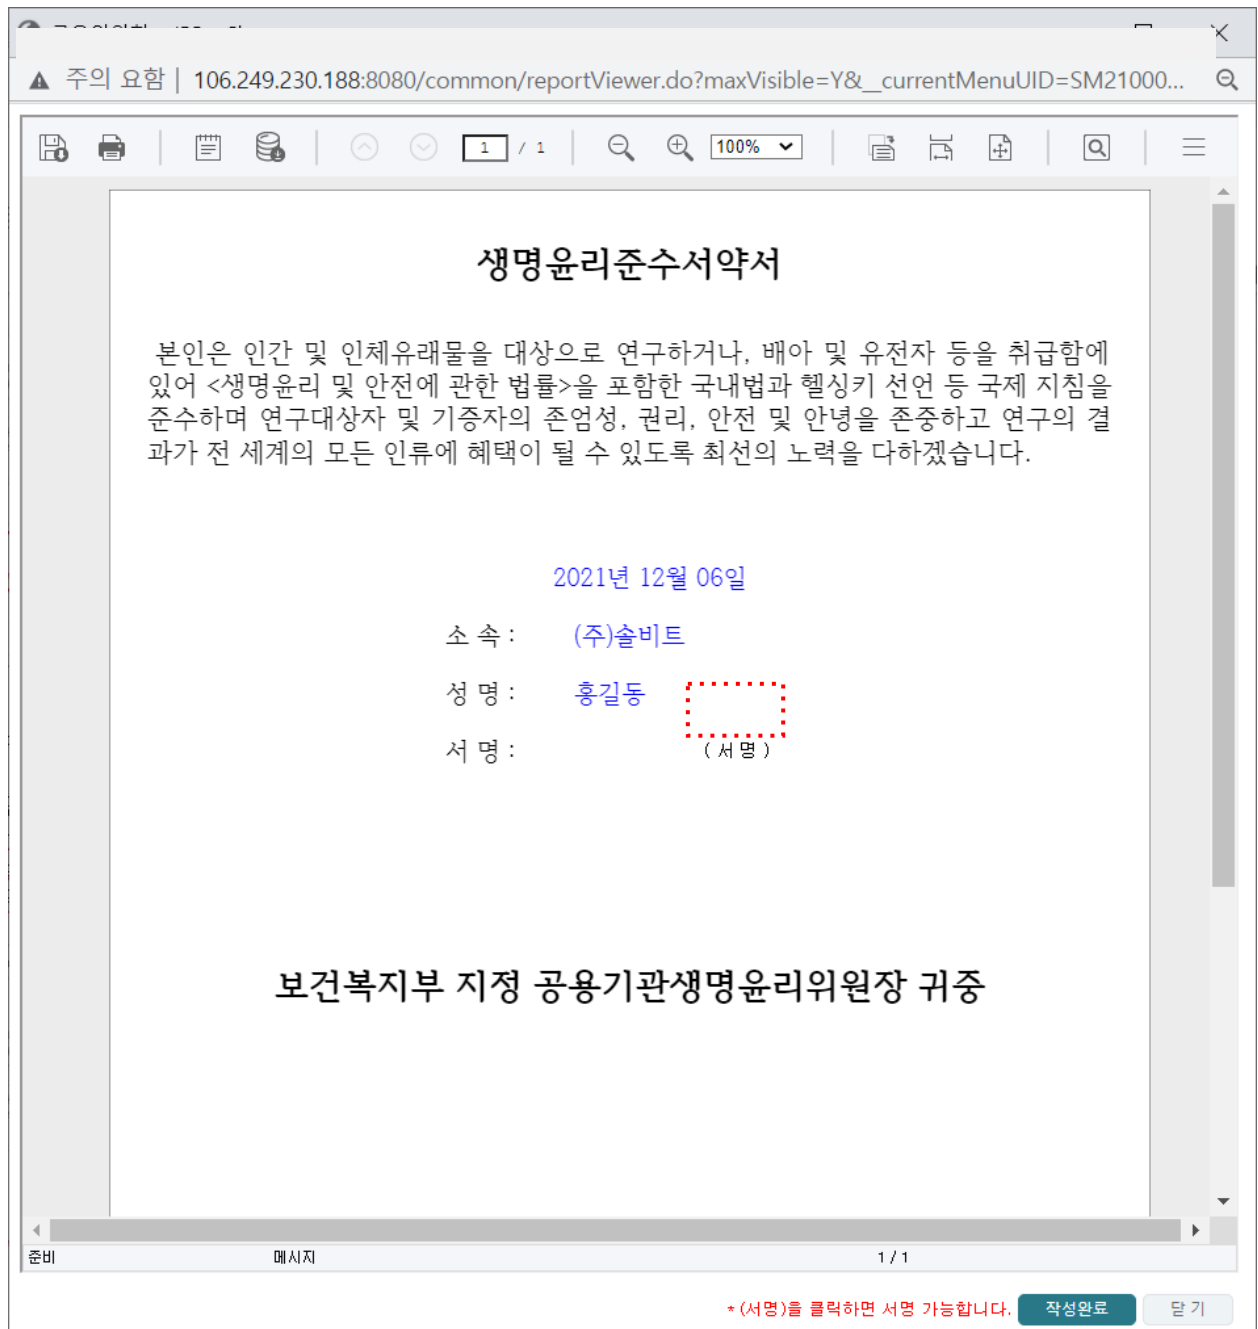 주의 요함 | 106.249.230.188:8080/common/reportViewer.do?maxVisible=Y&__currentMenuUID=SM21000...
1 / 1 100%
생명윤리준수서약서
본인은 인간 및 인체유래물을 대상으로 연구하거나, 배아 및 유전자 등을 취급함에
있어 <생명윤리 및 안전에 관한 법률>을 포함한 국내법과 헬싱키 선언 등 국제 지침을
준수하며 연구대상자 및 기증자의 존엄성, 권리, 안전 및 안녕을 존중하고 연구의 결
과가 전 세계의 모든 인류에 혜택이 될 수 있도록 최선의 노력을 다하겠습니다.
2021년 12월 06일
소 속 : (주)솔비트
성 명 : 홍길동
서 명 : ( 서 명 )
보건복지부 지정 공용기관생명윤리위원장 귀중
준비 메시지 1 / 1
* (서명)을 클릭하면 서명 가능합니다. 작성완료 닫 기